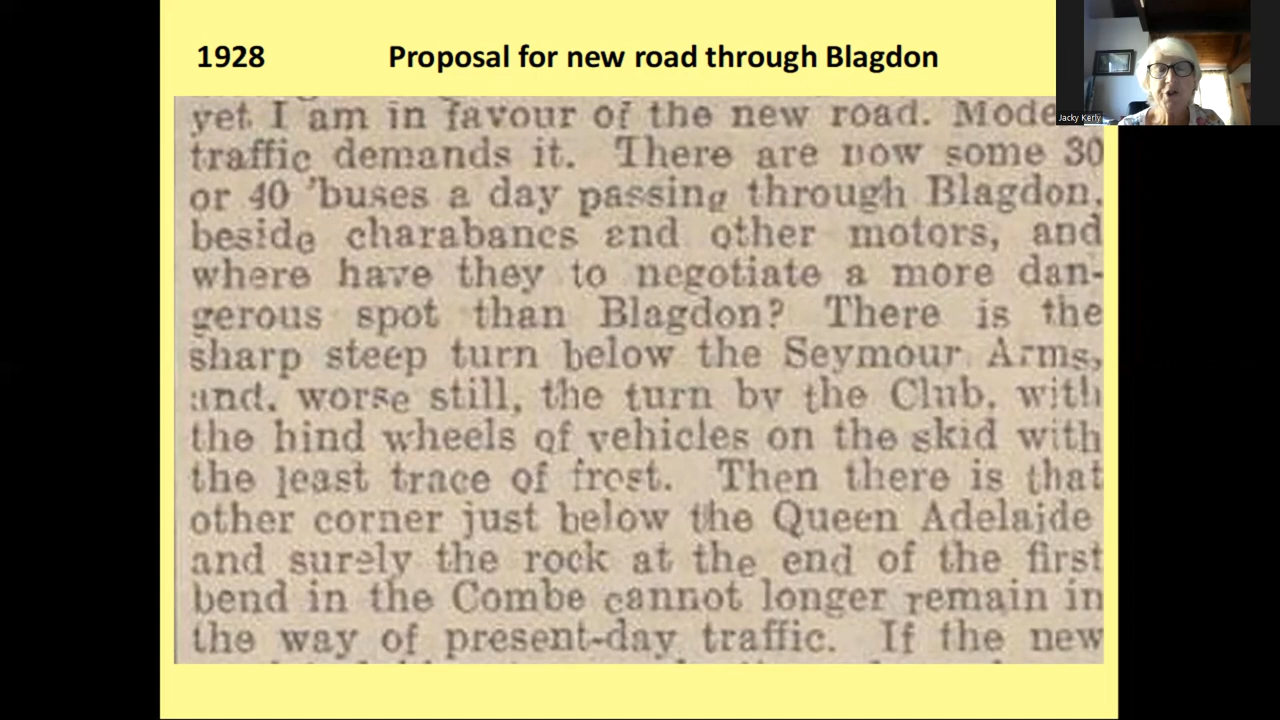 1928 Proposal for new road through Blagdon
Jacky Kerly
yet I am in favour of the new road.
traffic demands it. There are now some 30
or 40 'buses a day passing through Blagdon,
beside charabancs and other motors, and
where have they to negotiate a more dan-
gerous spot than Blagdon? There is the
sharp steep turn below the Seymour Arms,
and, worse still, the turn by the Club, with
the hind wheels of vehicles on the skid with
the least trace of frost. Then there is that
other corner just below the Queen Adelaide
and surely the rock at the end of the first
bend in the Combe cannot longer remain in
the way of present-day traffic. If the new